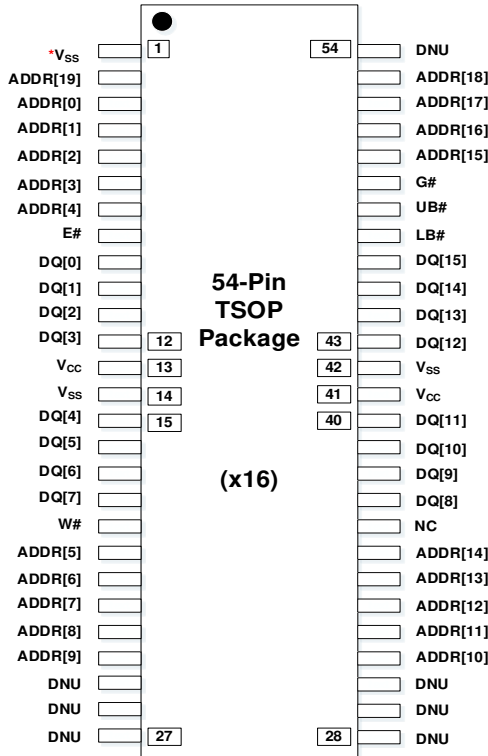 *VSS 1 54 DNU
ADDR[19] ADDR[18]
ADDR[0] ADDR[17]
ADDR[1] ADDR[16]
ADDR[2] ADDR[15]
ADDR[3] G#
ADDR[4] UB#
E# LB#
DQ[0] DQ[15]
DQ[1] 54-Pin DQ[14]
DQ[2] TSOP DQ[13]
DQ[3] 12 Package 43 DQ[12]
VCC 13 42 VSS
VSS 14 41 VCC
DQ[4] 15 40 DQ[11]
DQ[5] DQ[10]
DQ[6] (x16) DQ[9]
DQ[7] DQ[8]
W# NC
ADDR[5] ADDR[14]
ADDR[6] ADDR[13]
ADDR[7] ADDR[12]
ADDR[8] ADDR[11]
ADDR[9] ADDR[10]
DNU DNU
DNU DNU
DNU 27 28 DNU